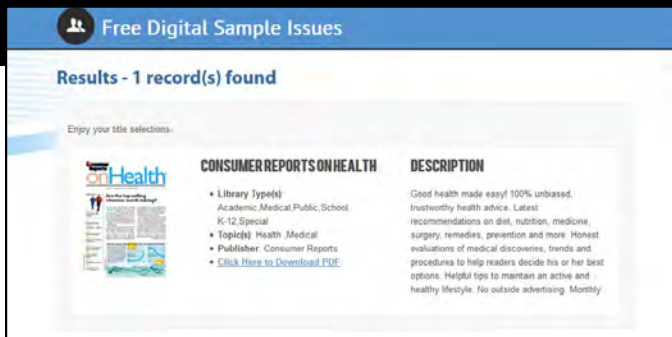 Free Digital Sample Issues
Results - 1 record(s) found
Enjoy your title selections.
Consumer Reports
onHealth
CONSUMER REPORTS ON HEALTH
• Library Type(s):
Academic,Medical,Public,School,
K-12,Special
• Topic(s): Health ,Medical
• Publisher: Consumer Reports
• Click Here to Download PDF
DESCRIPTION
Good health made easy! 100% unbiased,
trustworthy health advice. Latest
recommendations on diet, nutrition, medicine,
surgery, remedies, prevention and more. Honest
evaluations of medical discoveries, trends and
procedures to help readers decide his or her best
options. Helpful tips to maintain an active and
healthy lifestyle. No outside advertising. Monthly